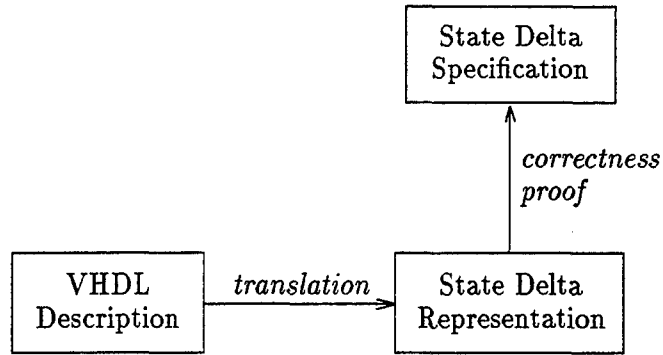 State Delta
Specification
correctness
proof
VHDL
Description
translation
State Delta
Representation